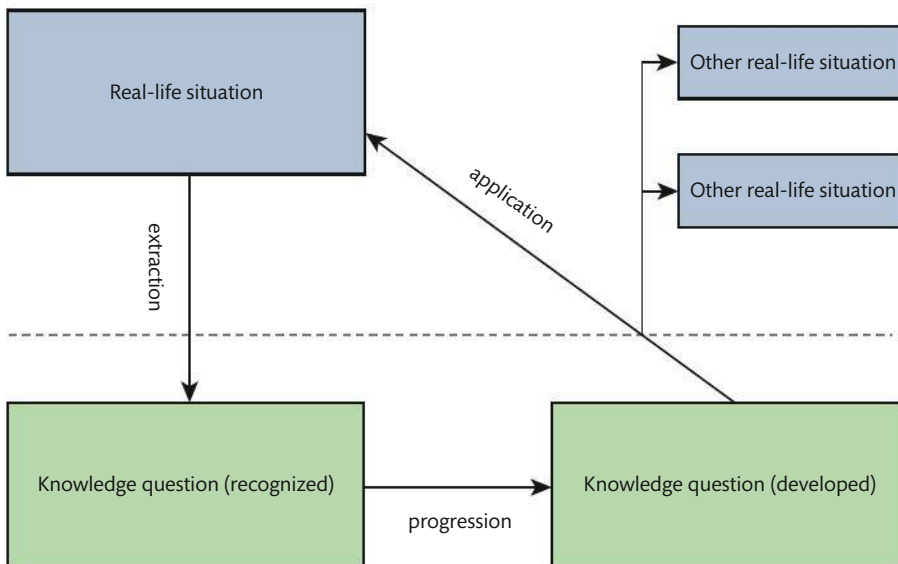 Real-life situation
Other real-life situation
Other real-life situation
application
extraction
Knowledge question (recognized)
Knowledge question (developed)
progression